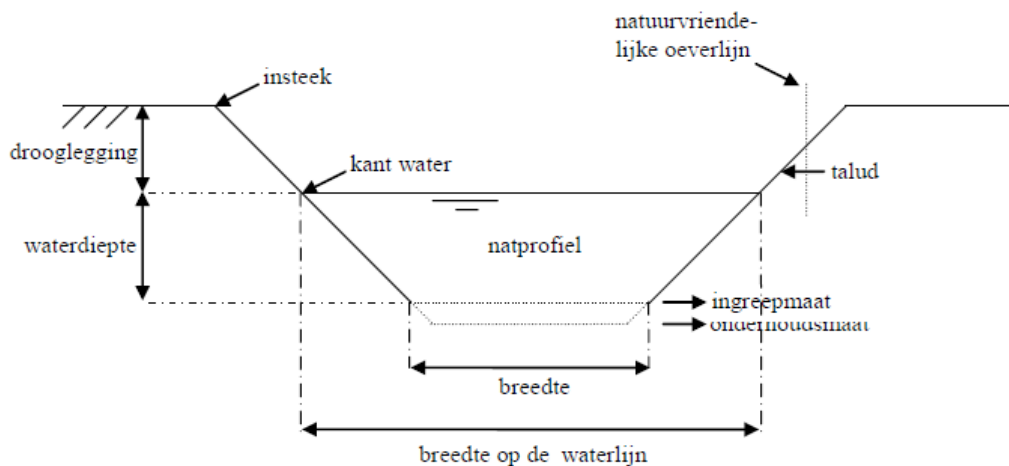 natuurvriende-
lijke oeverlijn
insteek
drooglegging
kant water
talud
waterdiepte
natprofiel
ingreepmaat
onderhoudsmaat
breedte
breedte op de waterlijn